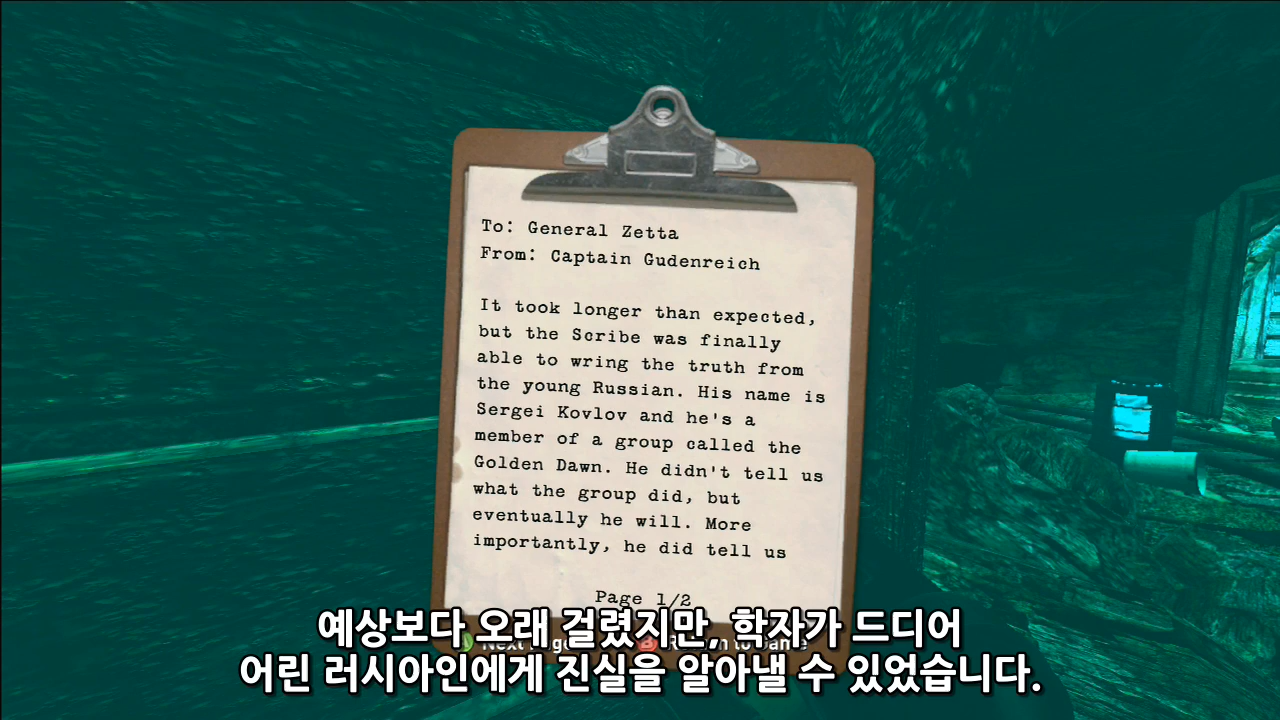 To: General Zetta
From: Captain Gudenreich
It took longer than expected,
but the Scribe was finally
able to wring the truth from
the young Russian. His name is
Sergei Kovlov and he's a
member of a group called the
Golden Dawn. He didn't tell us
what the group did, but
eventually he will. More
importantly, he did tell us
Page 1/2
예상보다 오래 걸렸지만, 학자가 드디어
어린 러시아인에게 진실을 알아낼 수 있었습니다.